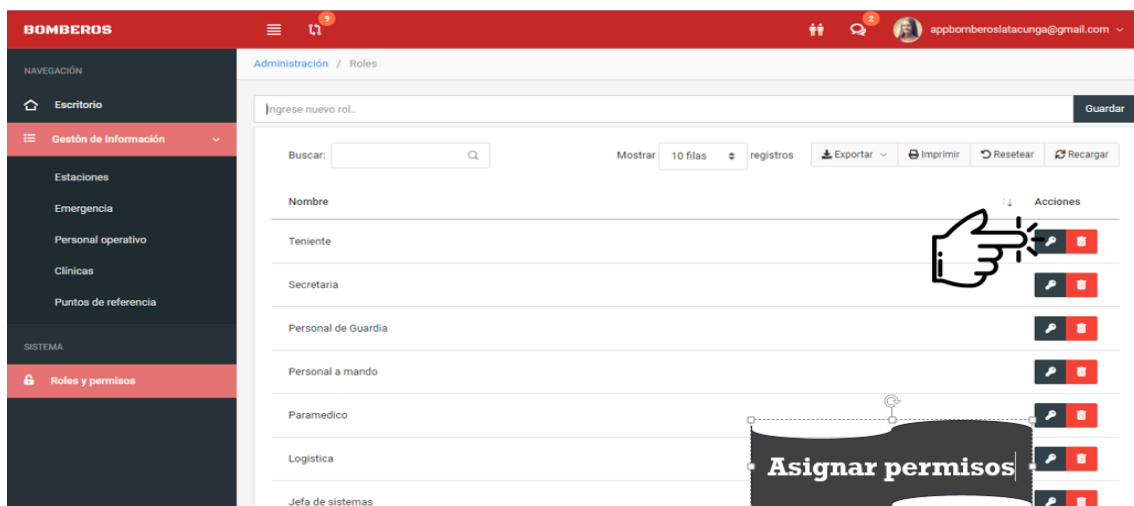 BOMBEROS
9
2
appbomberoslatacunga@gmail.com
NAVEGACIÓN
Administración / Roles
Escritorio
Ingrese nuevo rol..
Guardar
Gestón de Información
Buscar:
Mostrar 10 filas registros
Exportar
Imprimir
Resetear
Recargar
Estaciones
Emergencia
Personal operativo
Clínicas
Puntos de referencia
SISTEMA
Roles y permisos
Nombre
Acciones
Teniente
Secretaria
Personal de Guardia
Personal a mando
Paramedico
Logistica
Jefa de sistemas
Asignar permisos